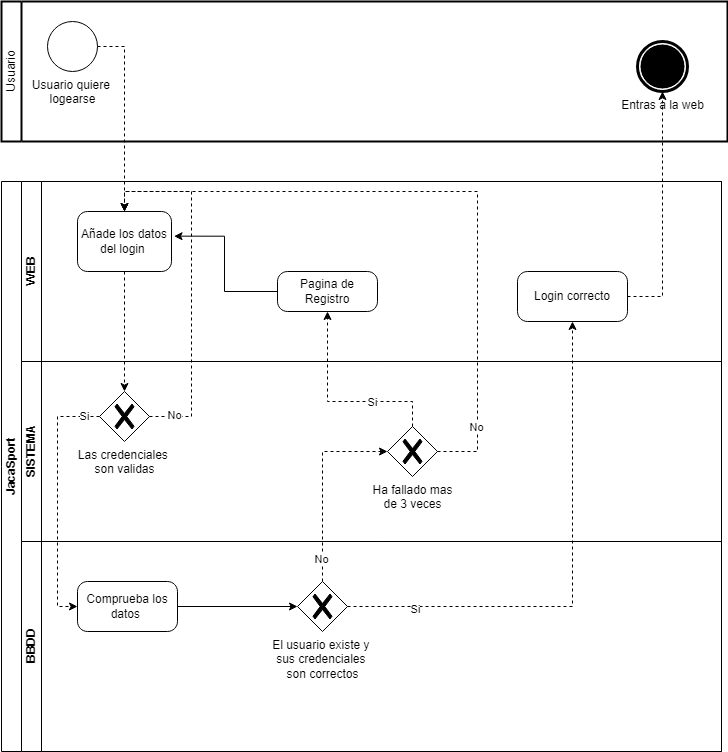 Usuario
Usuario quiere
logearse
Entras a la web
JacaSport
WEB
Añade los datos
del login
Pagina de
Registro
Login correcto
SISTEMA
Si
No
Las credenciales
son validas
Si
No
Ha fallado mas
de 3 veces
BBDD
Comprueba los
datos
No
Si
El usuario existe y
sus credenciales
son correctos